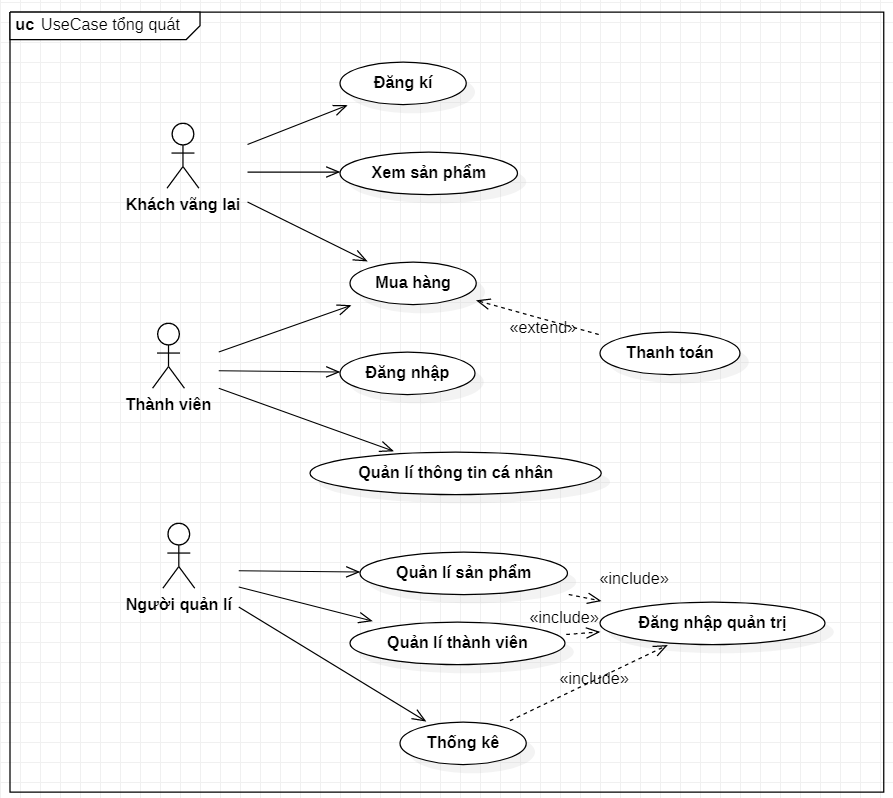 uc UseCase tổng quát
Đăng kí
Xem sản phẩm
Khách vãng lai
Mua hàng
«extend»
Thanh toán
Đăng nhập
Thành viên
Quản lí thông tin cá nhân
Quản lí sản phẩm
«include»
Người quản lí
«include»
Đăng nhập quản trị
Quản lí thành viên
«include»
Thống kê